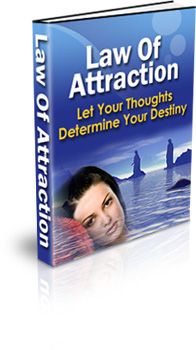 Law Of
Attraction
Let Your Thoughts
Determine Your Destiny
Law Of Attraction